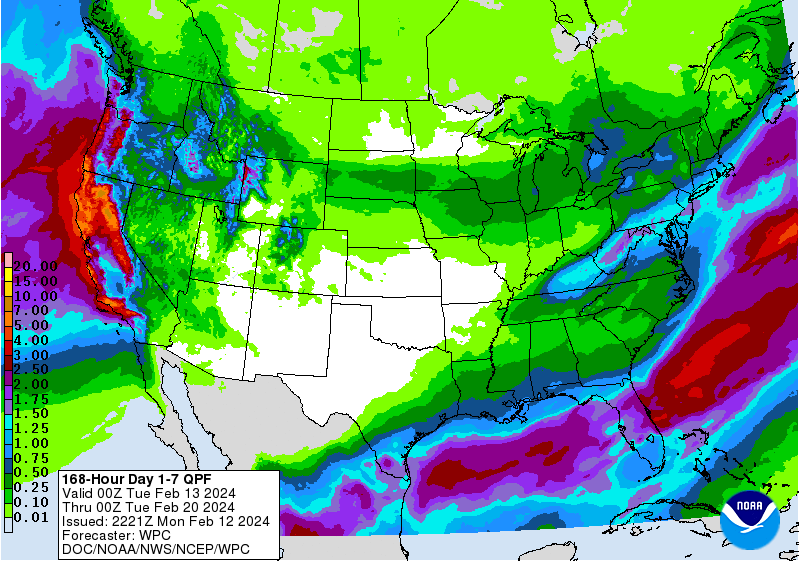 20.00
15.00
10.00
7.00
5.00
4.00
3.00
2.50
2.00
1.75
1.50
1.25
1.00
0.75
0.50
0.25
0.10
0.01
168-Hour Day 1-7 QPF
Valid 00Z Tue Feb 13 2024
Thru 00Z Tue Feb 20 2024
Issued: 2221Z Mon Feb 12 2024
Forecaster: WPC
DOC/NOAA/NWS/NCEP/WPC
NOAA